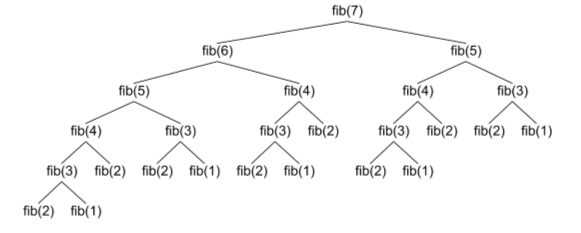 fib(7)
fib(6) fib(5)
fib(5) fib(4) fib(4) fib(3)
fib(4) fib(3) fib(3) fib(2) fib(3) fib(2) fib(2) fib(1)
fib(3) fib(2) fib(2) fib(1) fib(2) fib(1) fib(2) fib(1)
fib(2) fib(1)